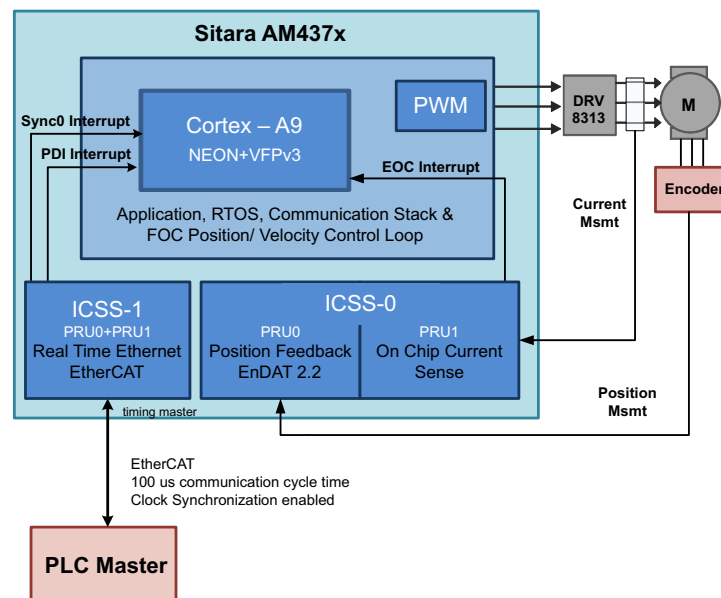 Sitara AM437x
Cortex – A9
NEON+VFPv3
PWM
DRV
8313
M
Encoder
Sync0 Interrupt
PDI Interrupt
EOC Interrupt
Application, RTOS, Communication Stack &
FOC Position/ Velocity Control Loop
Current
Msmt
ICSS-1
PRU0+PRU1
Real Time Ethernet
EtherCAT
ICSS-0
PRU0
Position Feedback
EnDAT 2.2
PRU1
On Chip Current
Sense
Position
Msmt
timing master
EtherCAT
100 us communication cycle time
Clock Synchronization enabled
PLC Master